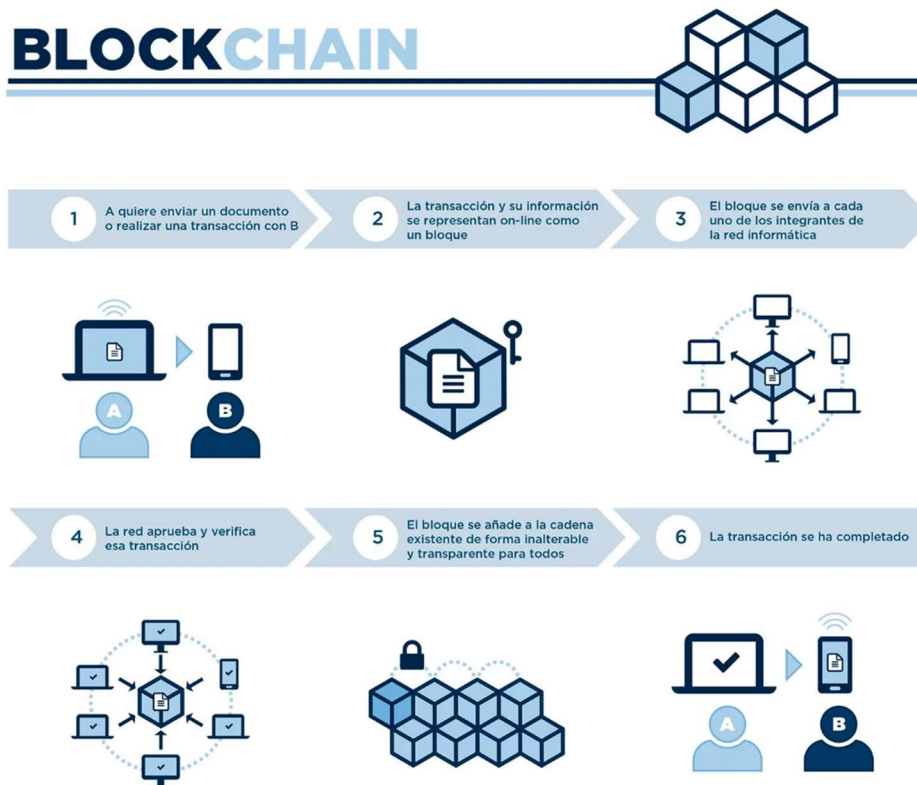 BLOCKCHAIN
1
A quiere enviar un documento
o realizar una transacción con B
2
La transacción y su información
se representan on-line como
un bloque
3
El bloque se envía a cada
uno de los integrantes de
la red informática
A
B
4
La red aprueba y verifica
esa transacción
5
El bloque se añade a la cadena
existente de forma inalterable
y transparente para todos
6
La transacción se ha completado
A
B